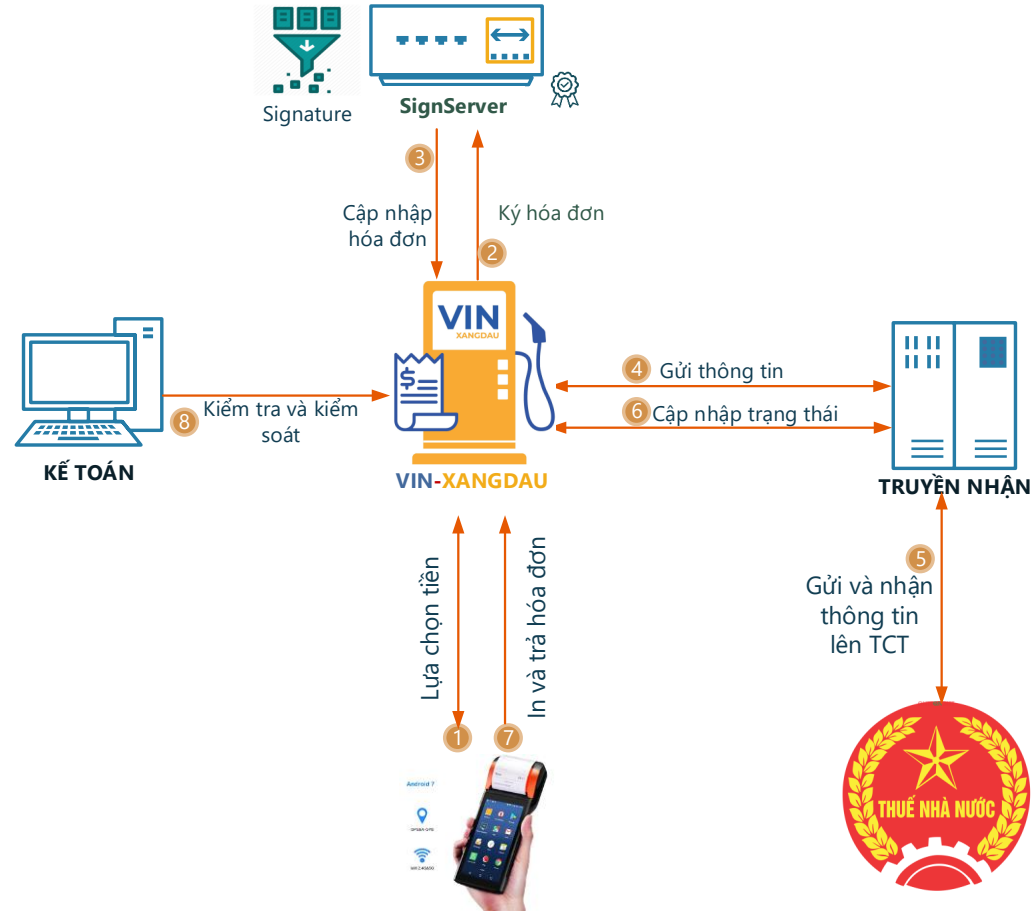 Signature
SignServer
3
Cập nhập
hóa đơn
Ký hóa đơn
2
VIN
XANGDAU
$
4
Gửi thông tin
6
Cập nhập trạng thái
8
Kiểm tra và kiểm
soát
KẾ TOÁN
VIN-XANGDAU
TRUYỀN NHẬN
Lựa chọn tiền
In và trả hóa đơn
5
Gửi và nhận
thông tin
lên TCT
1
7
Android 7
THUẾ NHÀ NƯỚC